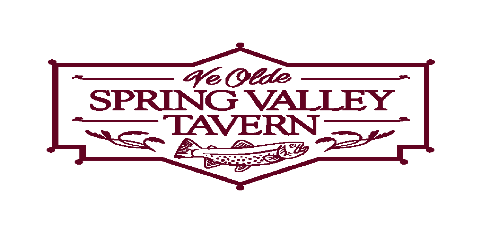 Ye Olde
SPRING VALLEY
TAVERN